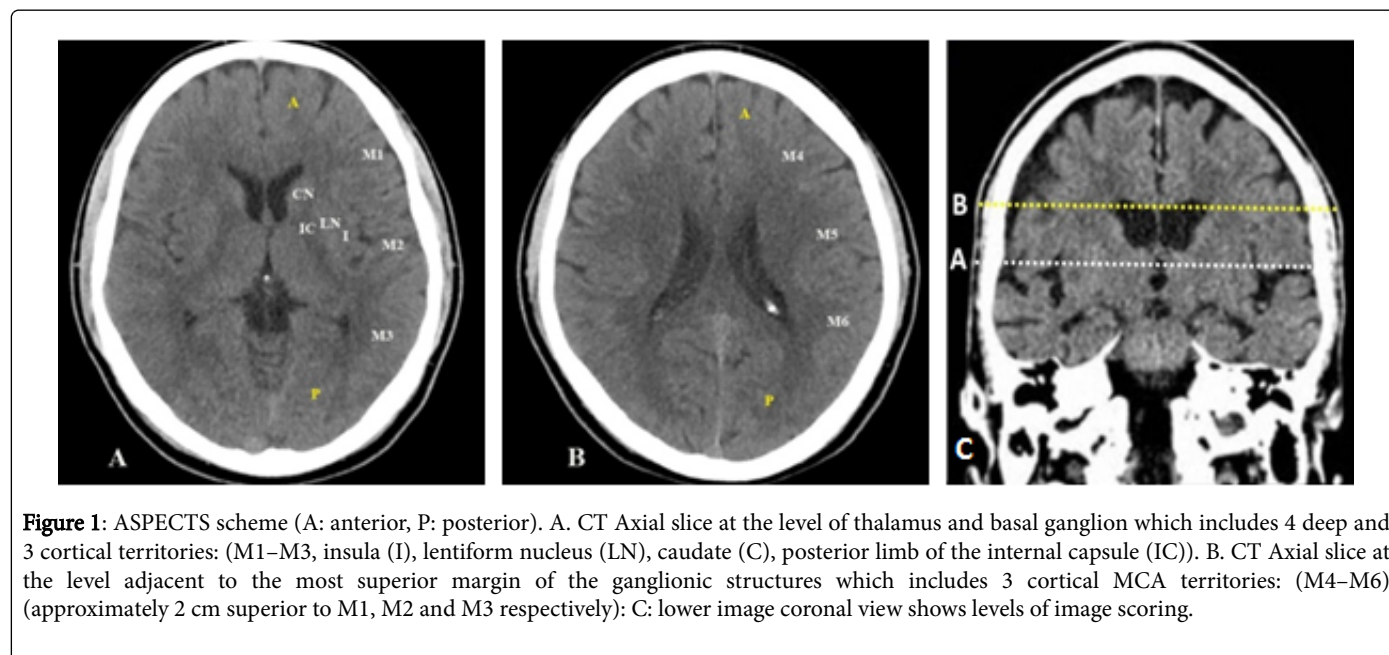 A
M1
CN
IC
LN
I
M2
M3
P
A
A
M4
M5
M6
P
B
B
A
C
Figure 1: ASPECTS scheme (A: anterior, P: posterior). A. CT Axial slice at the level of thalamus and basal ganglion which includes 4 deep and
3 cortical territories: (M1–M3, insula (I), lentiform nucleus (LN), caudate (C), posterior limb of the internal capsule (IC)). B. CT Axial slice at
the level adjacent to the most superior margin of the ganglionic structures which includes 3 cortical MCA territories: (M4–M6)
(approximately 2 cm superior to M1, M2 and M3 respectively): C: lower image coronal view shows levels of image scoring.